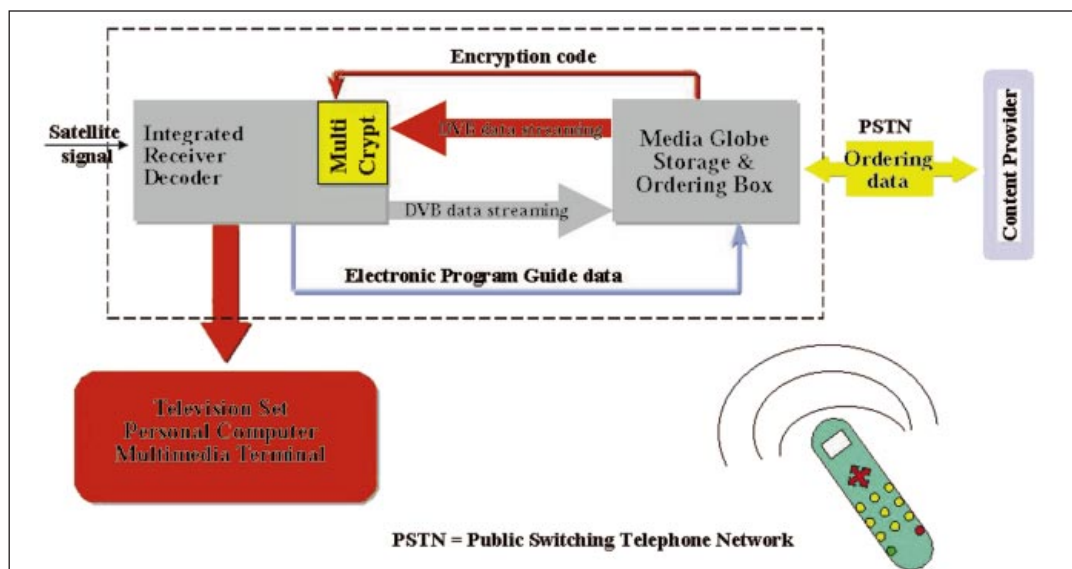 Encryption code
Satellite
signal
Integrated
Receiver
Decoder
Multi
Crypt
DVB data streaming
Media Globe
Storage &
Ordering Box
PSTN
Ordering
data
Content Provider
DVB data streaming
Electronic Program Guide data
Television Set
Personal Computer
Multimedia Terminal
PSTN = Public Switching Telephone Network